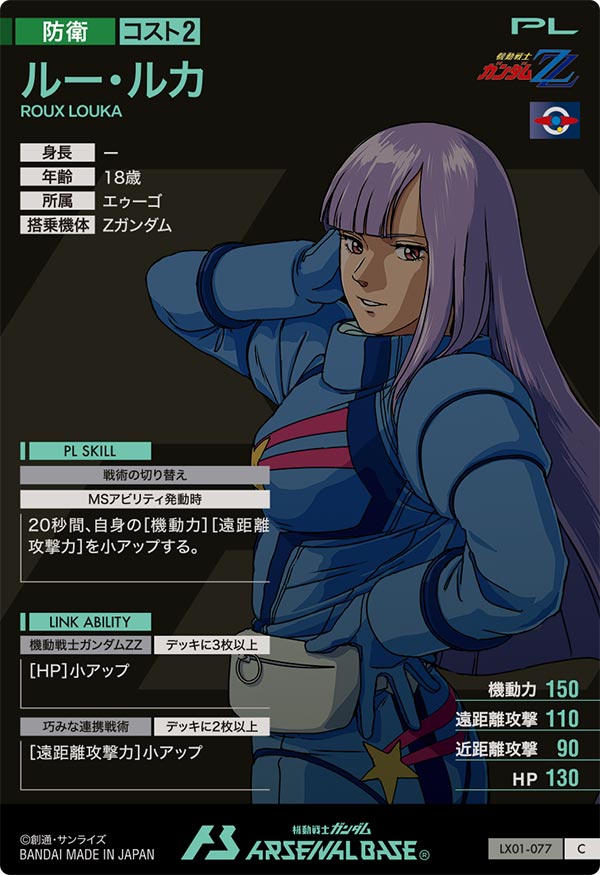 防衛 コスト2
PL
ルー・ルカ
ROUX LOUKA
機動戦士
ガンダムZZ
身長 ー
年齢 18歳
所属 エゥーゴ
搭乗機体 Zガンダム
PL SKILL
戦術の切り替え
MSアビリティ発動時
20秒間、自身の[機動力][遠距離
攻撃力]を小アップする。
LINK ABILITY
機動戦士ガンダムZZ デッキに3枚以上
[HP]小アップ
巧みな連携戦術 デッキに2枚以上
[遠距離攻撃力]小アップ
機動力 150
遠距離攻撃 110
近距離攻撃 90
HP 130
©創通・サンライズ
BANDAI MADE IN JAPAN
機動戦士ガンダム
ARSENAL BASE®
LX01-077 C